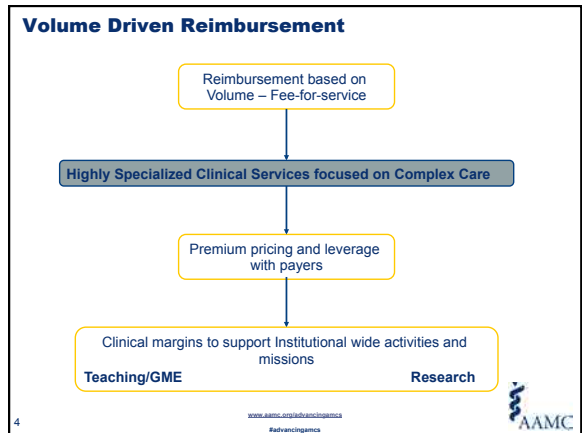 Volume Driven Reimbursement
Reimbursement based on
Volume – Fee-for-service
Highly Specialized Clinical Services focused on Complex Care
Premium pricing and leverage
with payers
Clinical margins to support Institutional wide activities and
missions
Teaching/GME Research
4
www.aamc.org/advancingamcs
#advancingamcs
AAMC